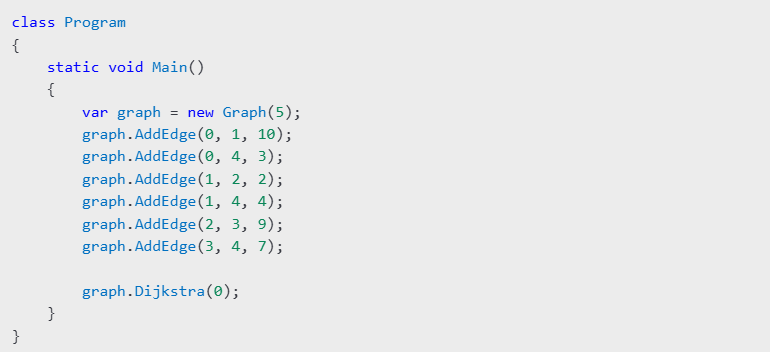 class Program
{
    static void Main()
    {
        var graph = new Graph(5);
        graph.AddEdge(0, 1, 10);
        graph.AddEdge(0, 4, 3);
        graph.AddEdge(1, 2, 2);
        graph.AddEdge(1, 4, 4);
        graph.AddEdge(2, 3, 9);
        graph.AddEdge(3, 4, 7);

        graph.Dijkstra(0);
    }
}